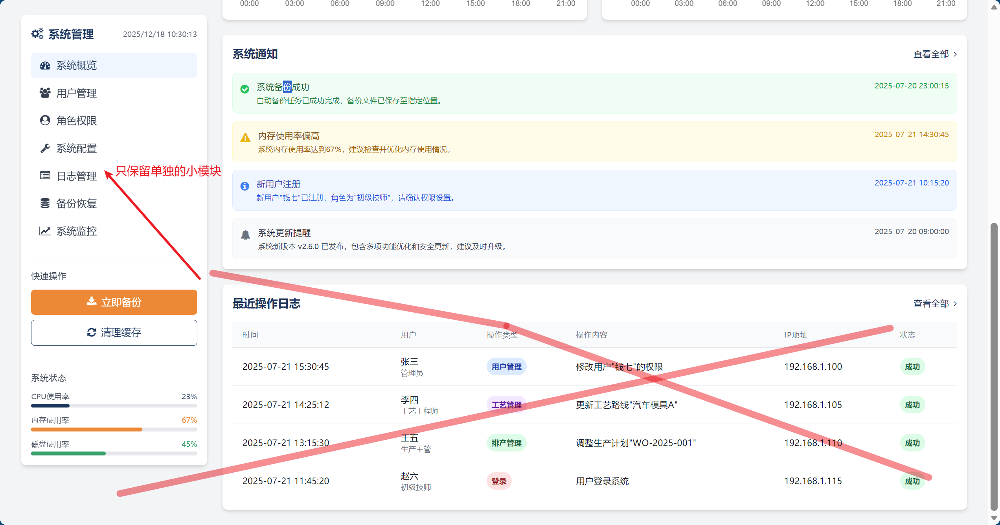 00:00 03:00 06:00 09:00 12:00 15:00 18:00 21:00
00:00 03:00 06:00 09:00 12:00 15:00 18:00 21:00
系统管理 2025/12/18 10:30:13
系统概览
用户管理
角色权限
系统配置
日志管理
备份恢复
系统监控
只保留单独的小模块
快速操作
立即备份
清理缓存
系统状态
CPU使用率 23%
内存使用率 67%
磁盘使用率 45%
系统通知 查看全部
系统备份成功 2025-07-20 23:00:15
自动备份任务已成功完成，备份文件已保存至指定位置。
内存使用率偏高 2025-07-21 14:30:45
系统内存使用率达到67%，建议检查并优化内存使用情况。
新用户注册 2025-07-21 10:15:20
新用户"钱七"已注册，角色为"初级技师"，请确认权限设置。
系统更新提醒 2025-07-20 09:00:00
系统新版本 v2.6.0 已发布，包含多项功能优化和安全更新，建议及时升级。
最近操作日志 查看全部
时间 用户 操作类型 操作内容 IP地址 状态
2025-07-21 15:30:45 张三 用户管理 修改用户"钱七"的权限 192.168.1.100 成功
管理员
2025-07-21 14:25:12 李四 工艺管理 更新工艺路线"汽车模具A" 192.168.1.105 成功
工艺工程师
2025-07-21 13:15:30 王五 排产管理 调整生产计划"WO-2025-001" 192.168.1.110 成功
生产主管
2025-07-21 11:45:20 赵六 登录 用户登录系统 192.168.1.115 成功
初级技师